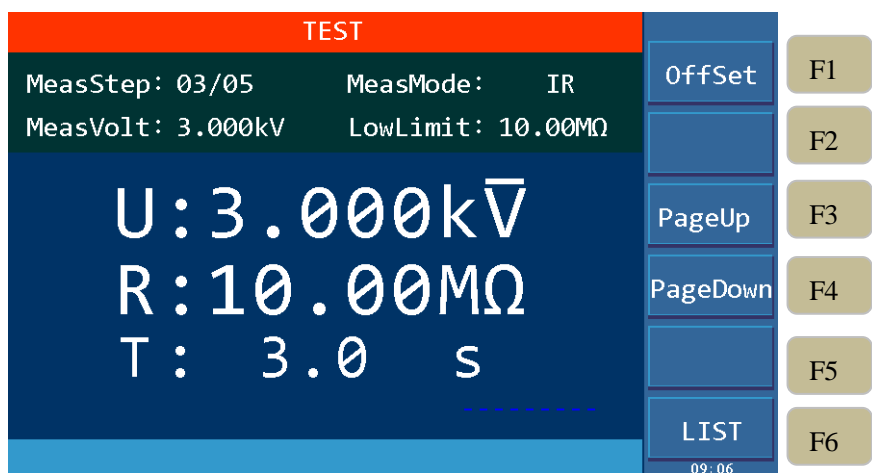 TEST
MeasStep: 03/05 MeasMode: IR
MeasVolt: 3.000kV LowLimit: 10.00MΩ
U:3.000kV̅
R:10.00MΩ
T: 3.0 s
---------
OffSet
PageUp
PageDown
LIST
09:06
F1
F2
F3
F4
F5
F6